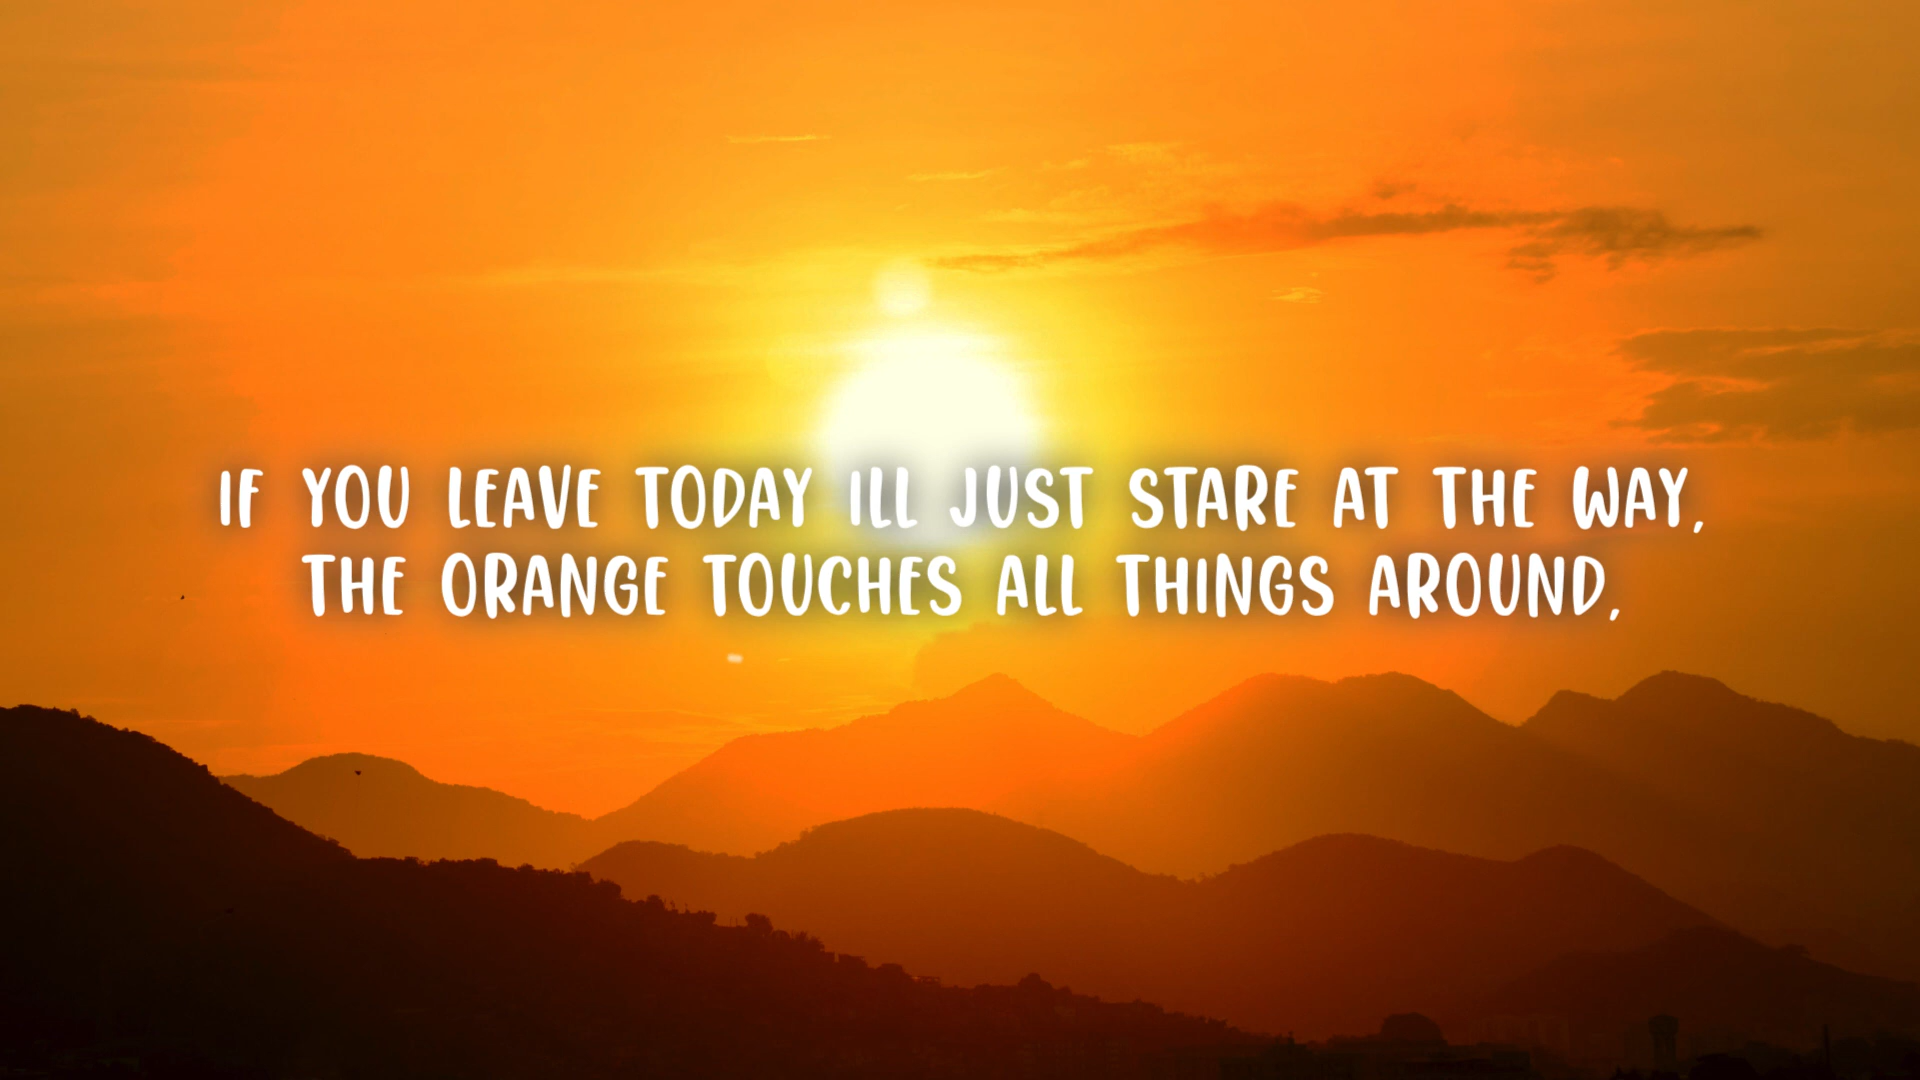 IF YOU LEAVE TODAY ILL JUST STARE AT THE WAY,
THE ORANGE TOUCHES ALL THINGS AROUND,